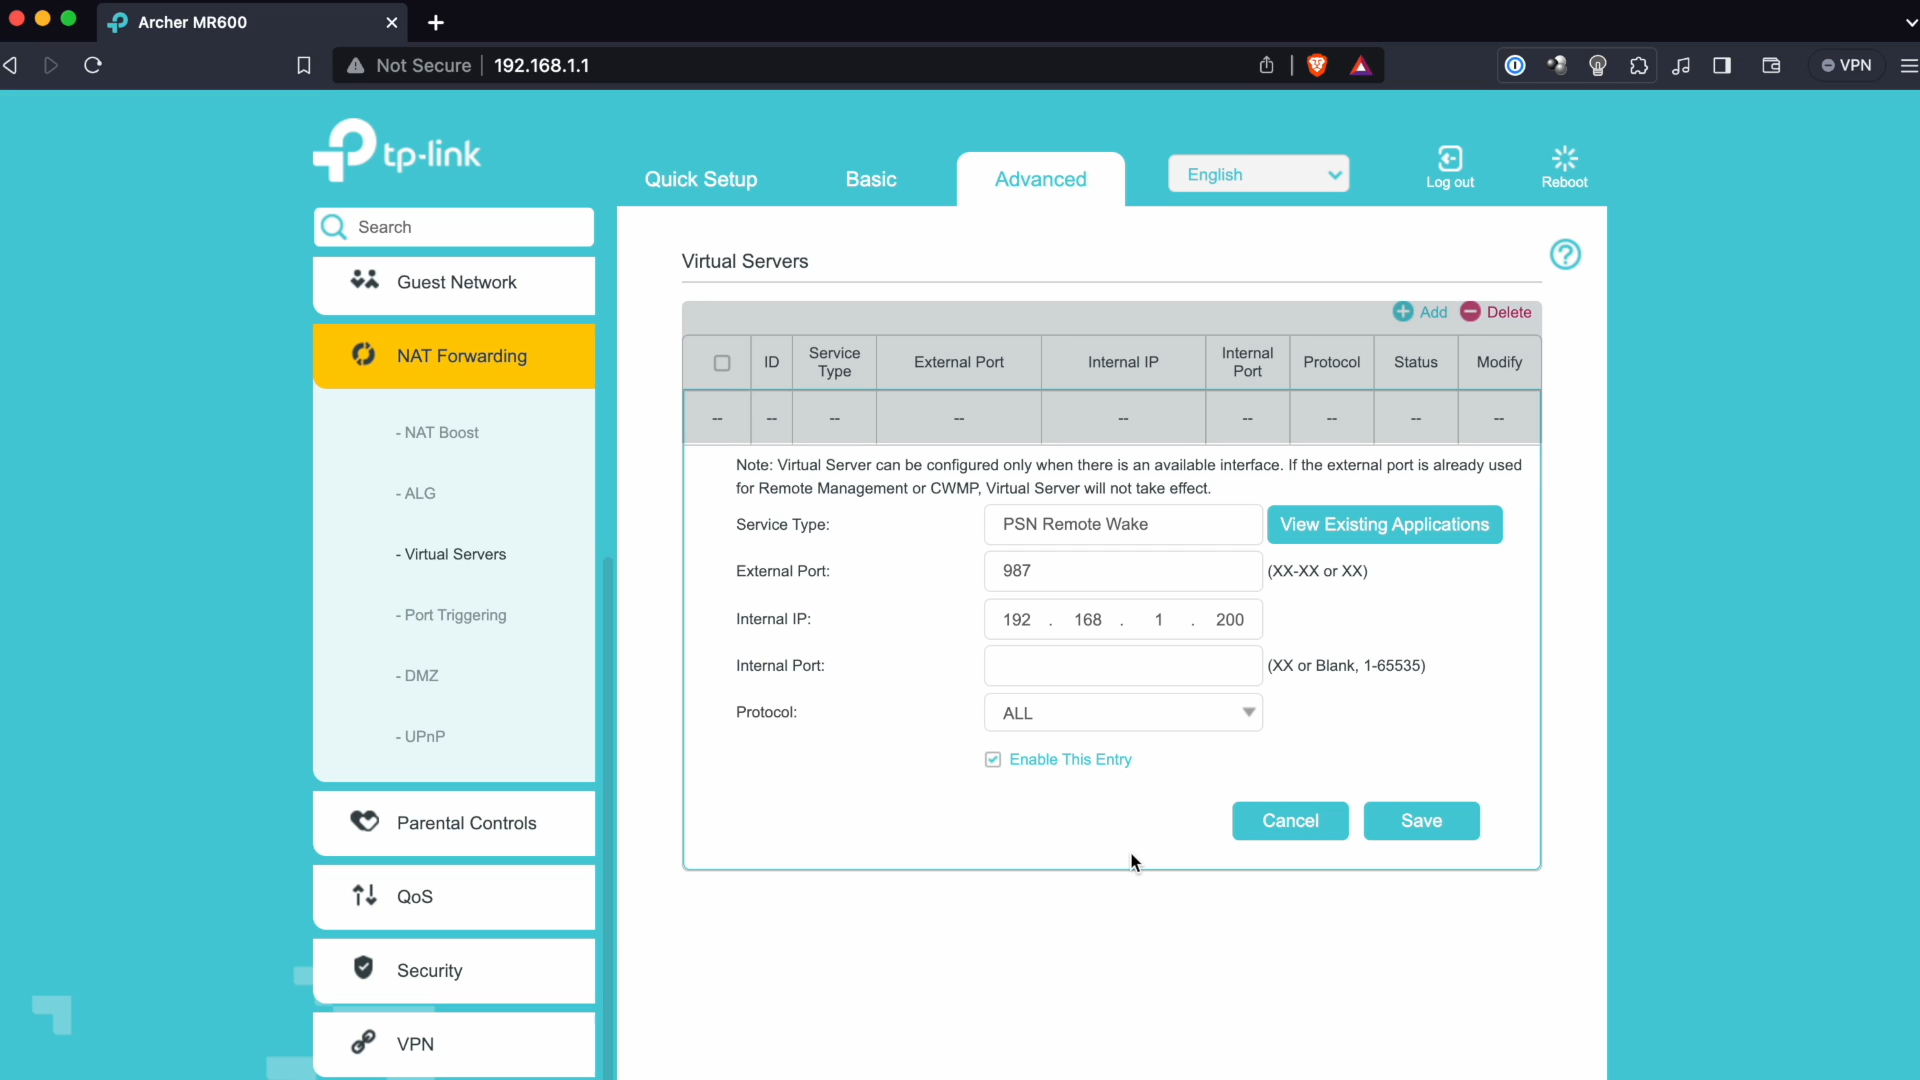 Archer MR600
Not Secure 192.168.1.1
VPN
tp-link
Quick Setup
Basic
Advanced
English
Log out
Reboot
Search
Guest Network
NAT Forwarding
- NAT Boost
- ALG
- Virtual Servers
- Port Triggering
- DMZ
- UPnP
Parental Controls
QoS
Security
VPN
Virtual Servers
?
Add
Delete
ID
Service
Type
External Port
Internal IP
Internal
Port
Protocol
Status
Modify
-- -- -- -- -- -- -- -- --
Note: Virtual Server can be configured only when there is an available interface. If the external port is already used
for Remote Management or CWMP, Virtual Server will not take effect.
Service Type: PSN Remote Wake View Existing Applications
External Port: 987 (XX-XX or XX)
Internal IP: 192 . 168 . 1 . 200
Internal Port: (XX or Blank, 1-65535)
Protocol: ALL
Enable This Entry
Cancel Save